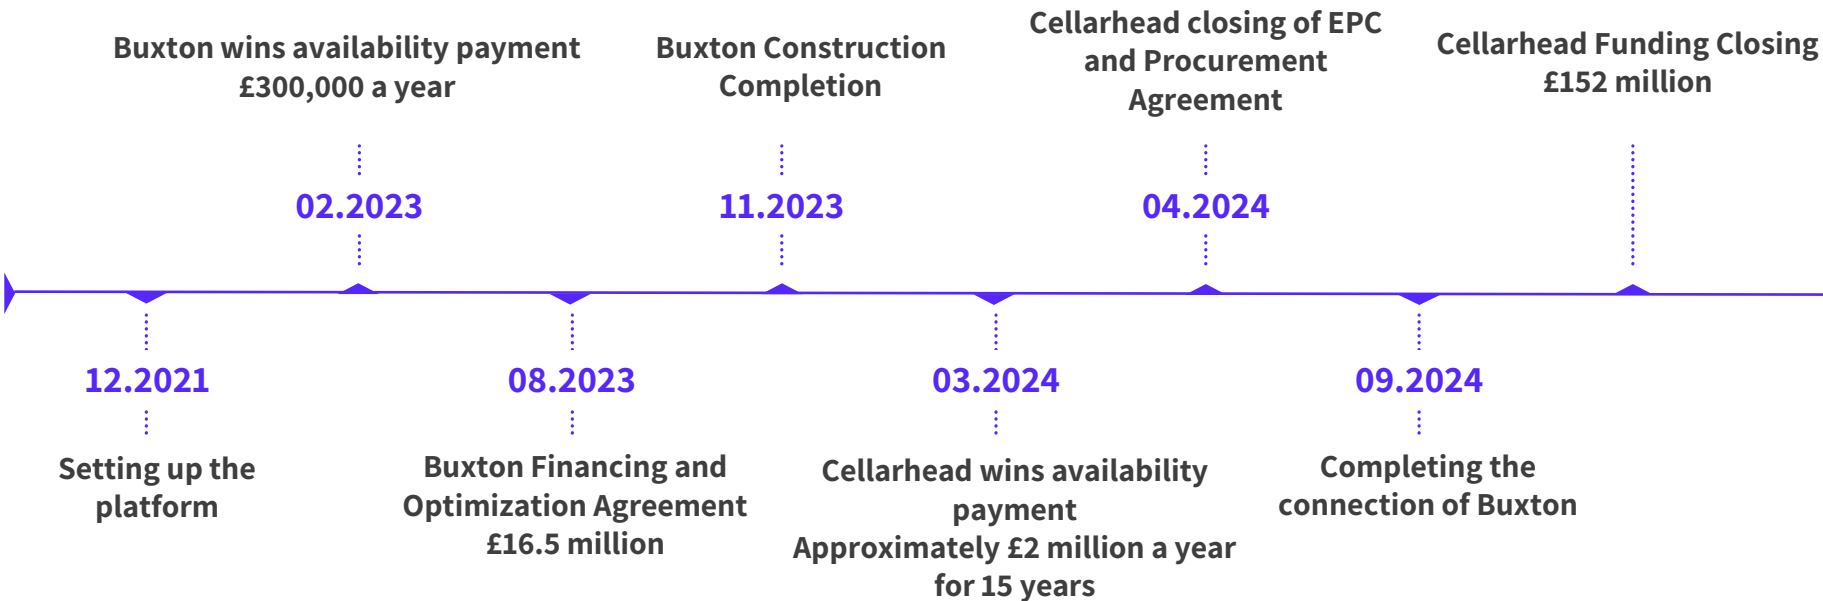 Buxton wins availability payment
£300,000 a year
Buxton Construction
Completion
Cellarhead closing of EPC
and Procurement
Agreement
Cellarhead Funding Closing
£152 million
02.2023
11.2023
04.2024
12.2021
08.2023
03.2024
09.2024
Setting up the
platform
Buxton Financing and
Optimization Agreement
£16.5 million
Cellarhead wins availability
payment
Approximately £2 million a year
for 15 years
Completing the
connection of Buxton